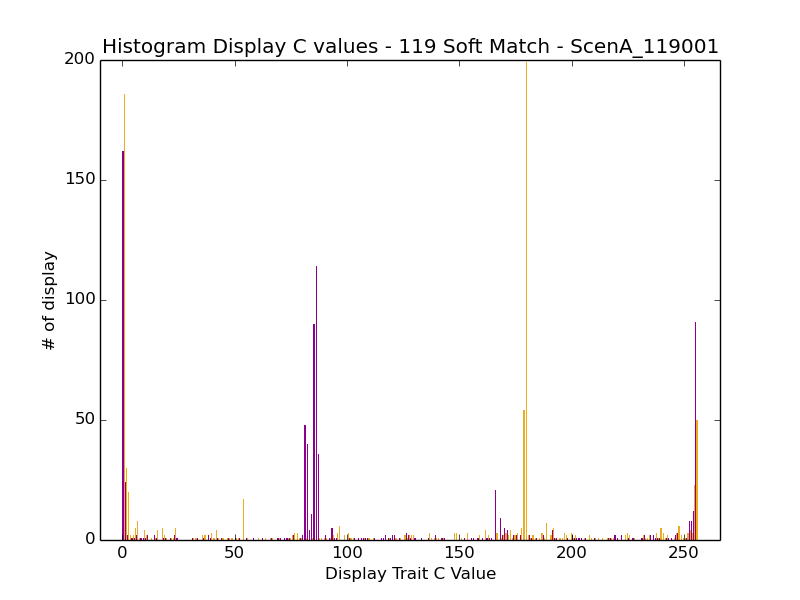 Histogram Display C values - 119 Soft Match - ScenA_119001
200
150
100
50
0
# of display
0 50 100 150 200 250
Display Trait C Value